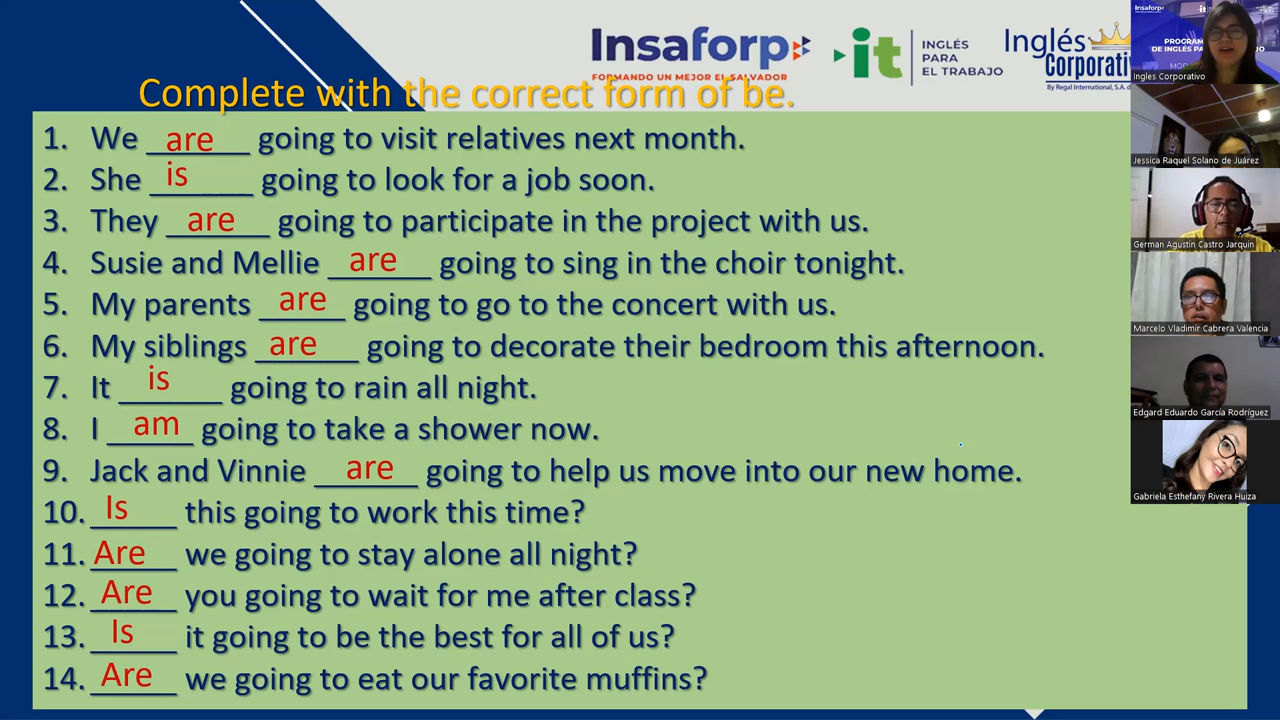 Insaforp
FORMANDO UN MEJOR EL SALVADOR
it
INGLÉS
PARA
EL TRABAJO
Inglés
Corporativ
By Regal International, S.A. d
Complete with the correct form of be.
1. We are going to visit relatives next month.
2. She is going to look for a job soon.
3. They are going to participate in the project with us.
4. Susie and Mellie are going to sing in the choir tonight.
5. My parents are going to go to the concert with us.
6. My siblings are going to decorate their bedroom this afternoon.
7. It is going to rain all night.
8. I am going to take a shower now.
9. Jack and Vinnie are going to help us move into our new home.
10. Is this going to work this time?
11. Are we going to stay alone all night?
12. Are you going to wait for me after class?
13. Is it going to be the best for all of us?
14. Are we going to eat our favorite muffins?
Insaforp
it
PROGRAM
DE INGLÉS PA
Ingles Corporativo
Jessica Raquel Solano de Juárez
German Agustin Castro Jarquin
Marcelo Vladimir Cabrera Valencia
Edgard Eduardo García Rodríguez
Gabriela Esthefany Rivera Huiza